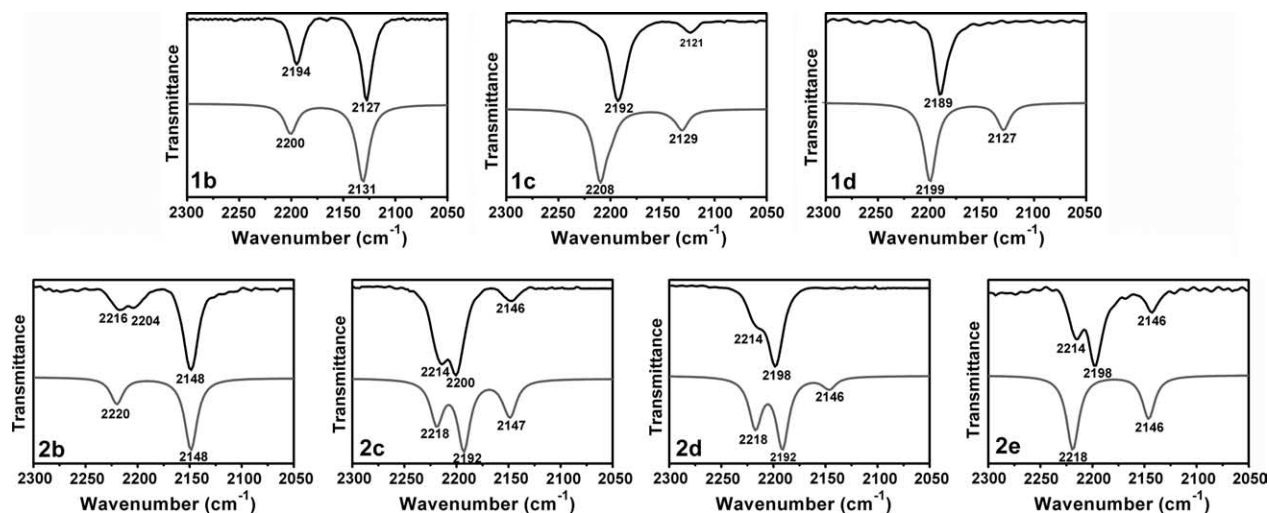 Transmittance
2194
2127
2200
2131
1b
2300 2250 2200 2150 2100 2050
Wavenumber (cm⁻¹)
Transmittance
2121
2192
2129
2208
1c
2300 2250 2200 2150 2100 2050
Wavenumber (cm⁻¹)
Transmittance
2189
2127
2199
1d
2300 2250 2200 2150 2100 2050
Wavenumber (cm⁻¹)
Transmittance
2216 2204
2148
2220
2148
2b
2300 2250 2200 2150 2100 2050
Wavenumber (cm⁻¹)
Transmittance
2146
2214
2200
2218
2147
2192
2c
2300 2250 2200 2150 2100 2050
Wavenumber (cm⁻¹)
Transmittance
2214
2198
2146
2218
2192
2d
2300 2250 2200 2150 2100 2050
Wavenumber (cm⁻¹)
Transmittance
2146
2214
2198
2146
2218
2e
2300 2250 2200 2150 2100 2050
Wavenumber (cm⁻¹)